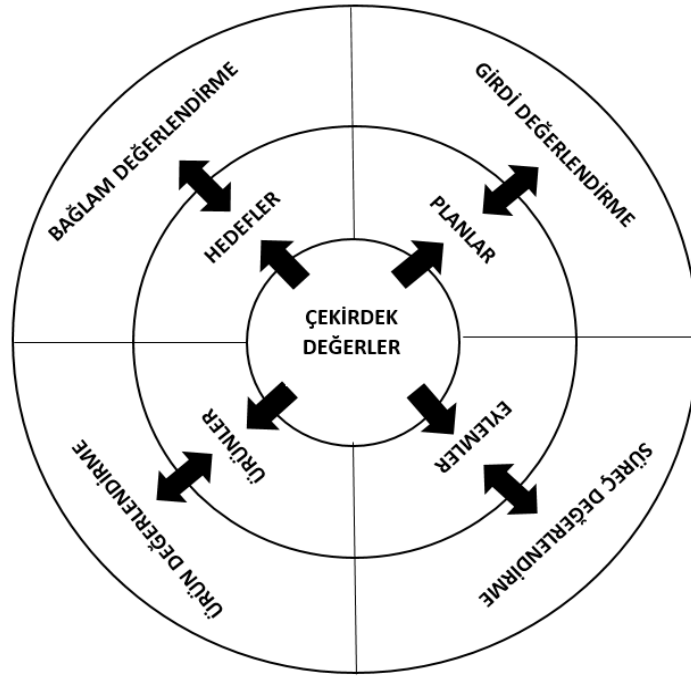 BAĞLAM DEĞERLENDİRME
GİRDİ DEĞERLENDİRME
HEDEFLER
PLANLAR
ÇEKİRDEK
DEĞERLER
ÜRÜNLER
EYLEMLER
ÜRÜN DEĞERLENDİRME
SÜREÇ DEĞERLENDİRME